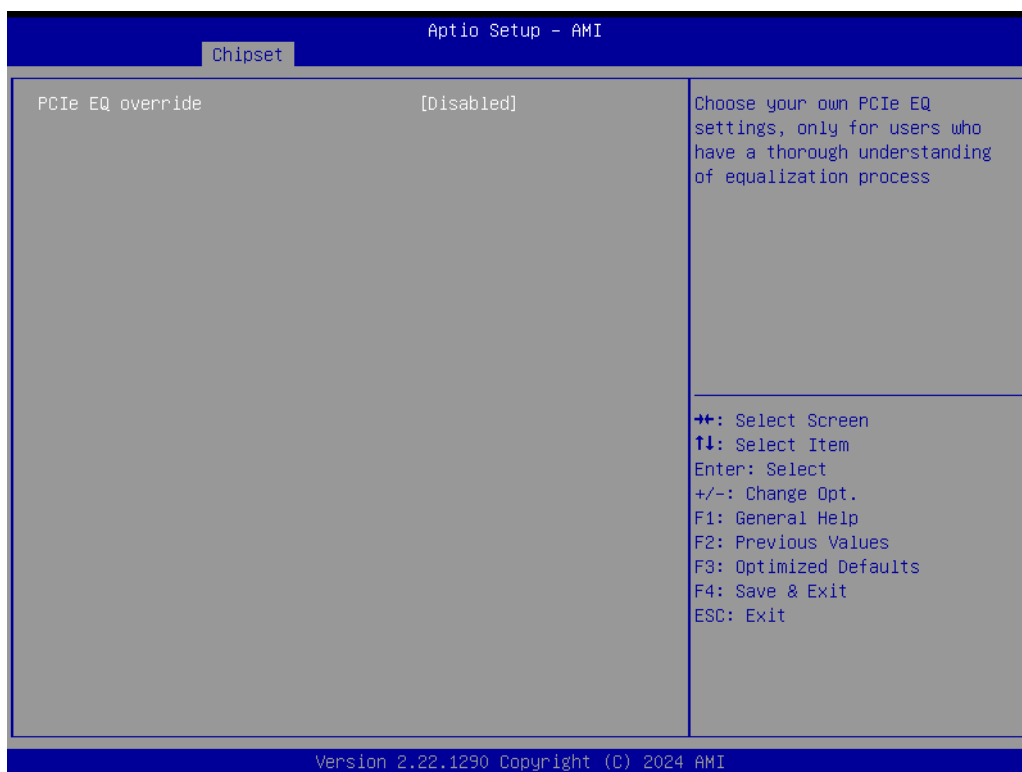 Aptio Setup – AMI
Chipset
PCIe EQ override [Disabled]
Choose your own PCIe EQ
settings, only for users who
have a thorough understanding
of equalization process
→←: Select Screen
↑↓: Select Item
Enter: Select
+/-: Change Opt.
F1: General Help
F2: Previous Values
F3: Optimized Defaults
F4: Save & Exit
ESC: Exit
Version 2.22.1290 Copyright (C) 2024 AMI